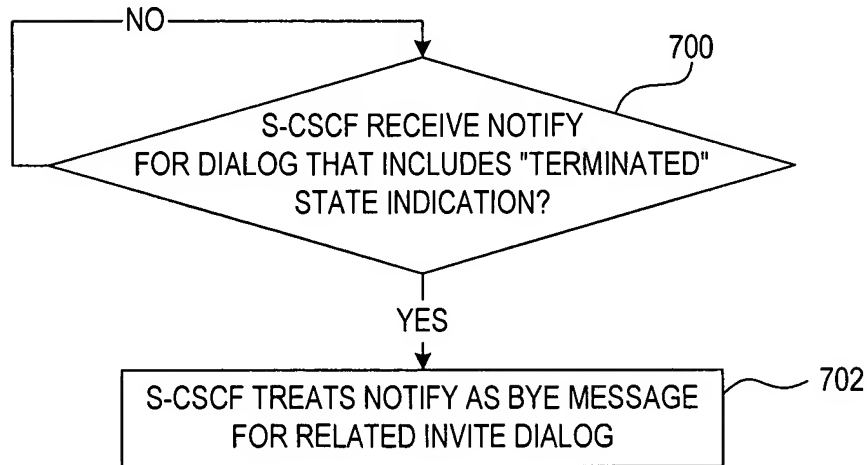 NO
700
S-CSCF RECEIVE NOTIFY
FOR DIALOG THAT INCLUDES "TERMINATED"
STATE INDICATION?
YES
S-CSCF TREATS NOTIFY AS BYE MESSAGE
FOR RELATED INVITE DIALOG
702